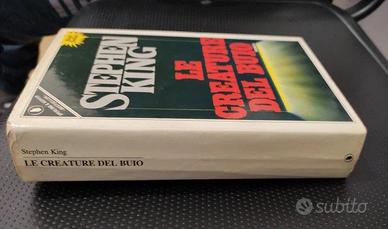 STEPHEN
KING
LE
CREATURE
DEL BUIO
Stephen King
LE CREATURE DEL BUIO
subito